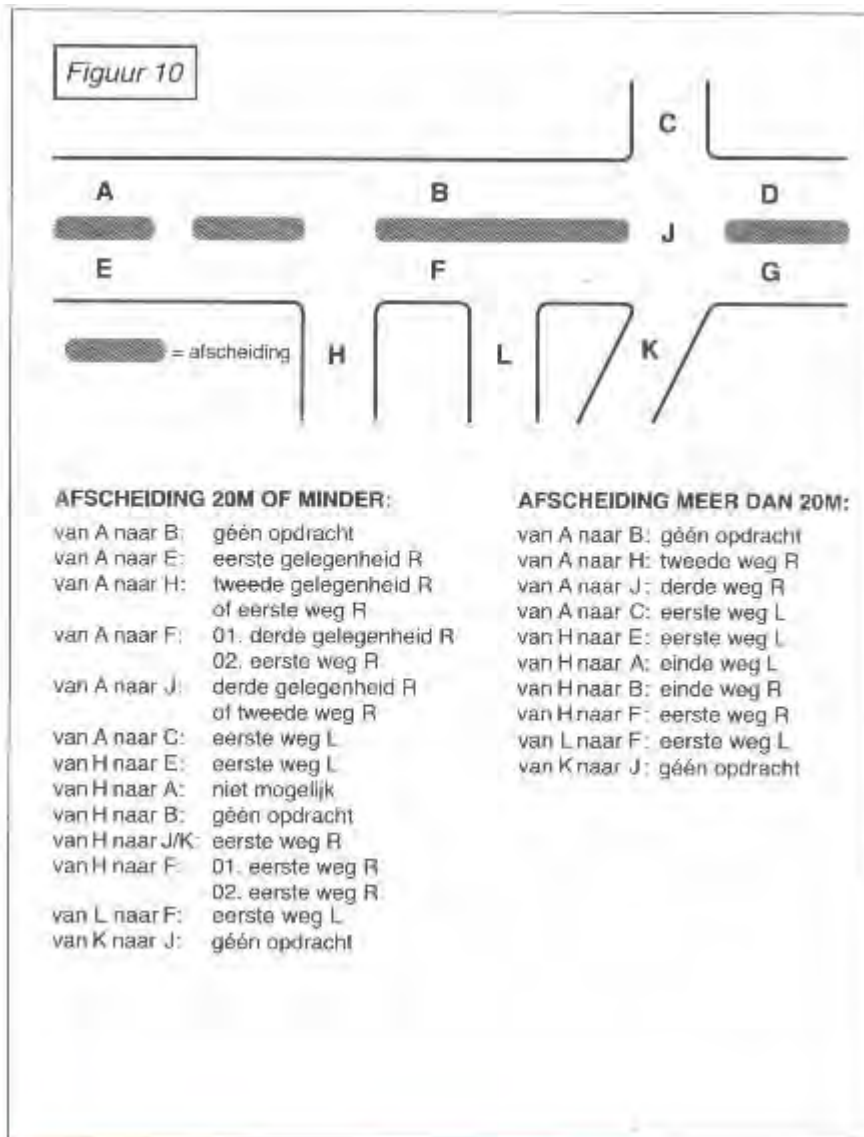 Figuur 10
C
A B D
J
E F G
= afscheiding H L K
AFSCHEIDING 20M OF MINDER:
van A naar B: géén opdracht
van A naar E: eerste gelegenheid R
van A naar H: tweede gelegenheid R
of eerste weg R
van A naar F: 01. derde gelegenheid R
02. eerste weg R
van A naar J: derde gelegenheid R
of tweede weg R
van A naar C: eerste weg L
van H naar E: eerste weg L
van H naar A: niet mogelijk
van H naar B: géén opdracht
van H naar J/K: eerste weg R
van H naar F: 01. eerste weg R
02. eerste weg R
van L naar F: eerste weg L
van K naar J: géén opdracht
AFSCHEIDING MEER DAN 20M:
van A naar B: géén opdracht
van A naar H: tweede weg R
van A naar J: derde weg R
van A naar C: eerste weg L
van H naar E: eerste weg L
van H naar A: einde weg L
van H naar B: einde weg R
van H naar F: eerste weg R
van L naar F: eerste weg L
van K naar J: géén opdracht